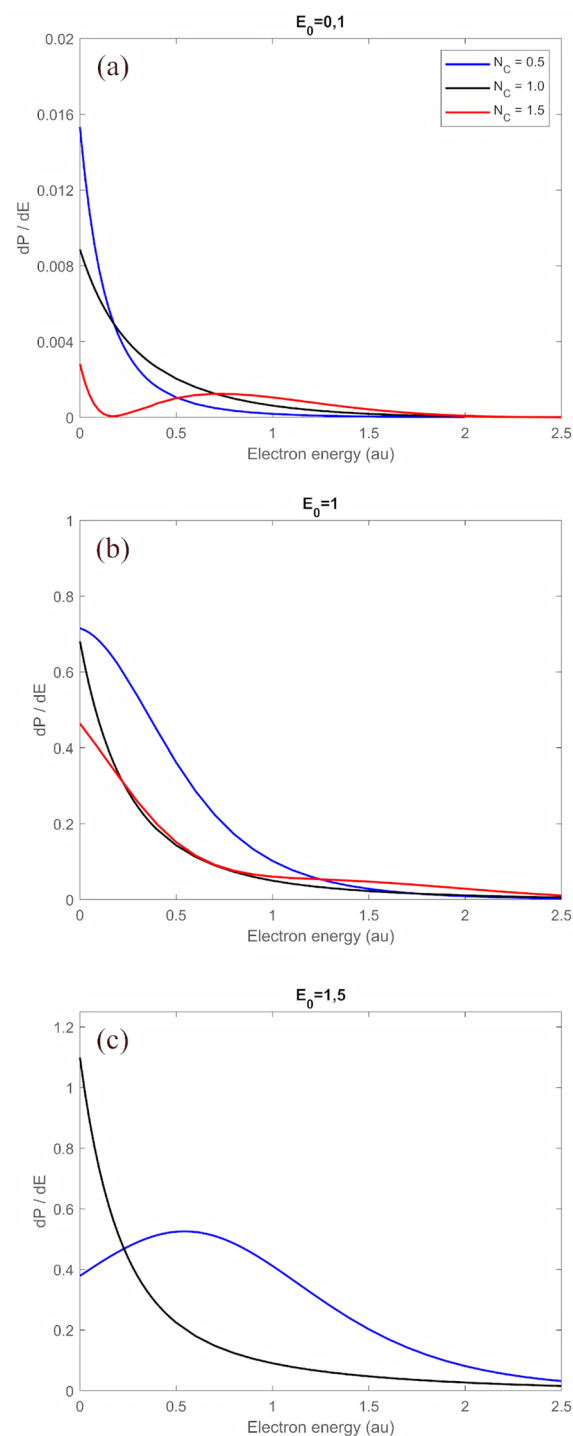 E0=0,1
(a)
N_C = 0.5
N_C = 1.0
N_C = 1.5
0.02
0.016
0.012
0.008
0.004
0
dP / dE
0 0.5 1 1.5 2 2.5
Electron energy (au)
E0=1
(b)
1
0.8
0.6
0.4
0.2
0
dP / dE
0 0.5 1 1.5 2 2.5
Electron energy (au)
E0=1,5
(c)
1.2
1
0.8
0.6
0.4
0.2
0
dP / dE
0 0.5 1 1.5 2 2.5
Electron energy (au)